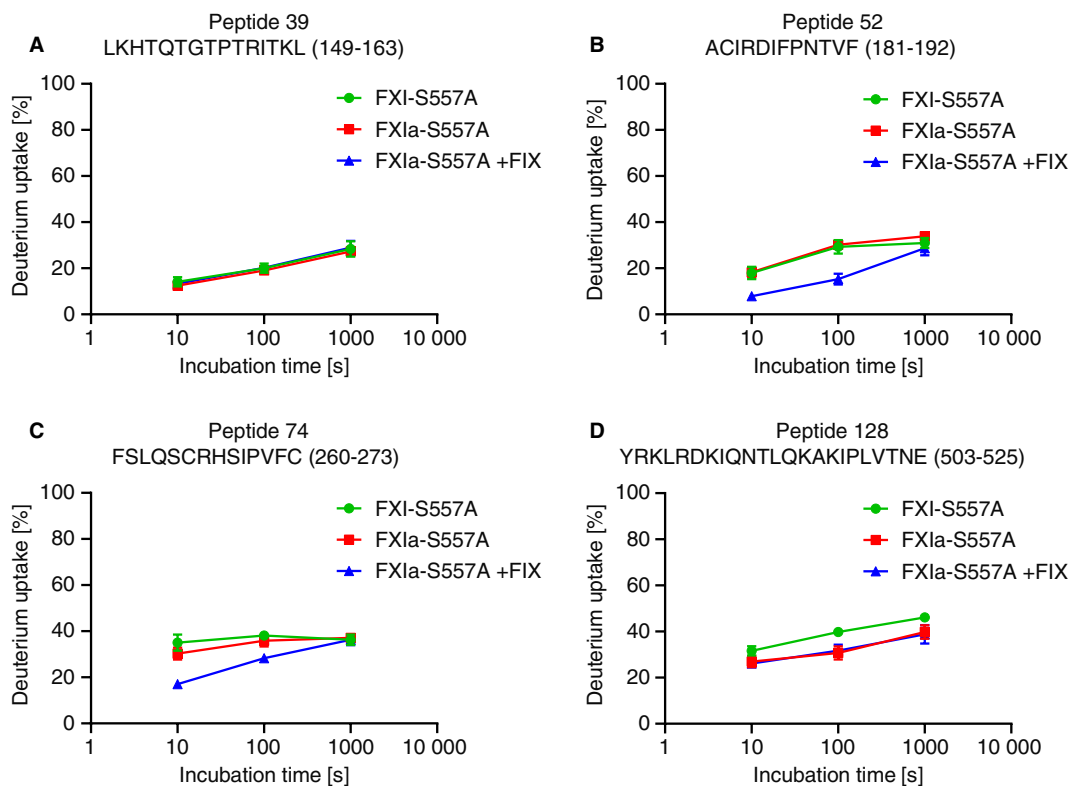 Peptide 39
A
LKHTQTGTPTRITKL (149-163)
100
80
60
40
20
0
Deuterium uptake [%]
FXI-S557A
FXIa-S557A
FXIa-S557A +FIX
1
10
100
1000
10 000
Incubation time [s]
Peptide 52
B
ACIRDIFPNTVF (181-192)
100
80
60
40
20
0
Deuterium uptake [%]
FXI-S557A
FXIa-S557A
FXIa-S557A +FIX
1
10
100
1000
10 000
Incubation time [s]
C
Peptide 74
FSLQSCRHSIPVFC (260-273)
100
80
60
40
20
0
Deuterium uptake [%]
FXI-S557A
FXIa-S557A
FXIa-S557A +FIX
1
10
100
1000
10 000
Incubation time [s]
D
Peptide 128
YRKLRDKIQNTLQKAKIPLVTNE (503-525)
100
80
60
40
20
0
Deuterium uptake [%]
FXI-S557A
FXIa-S557A
FXIa-S557A +FIX
1
10
100
1000
10 000
Incubation time [s]